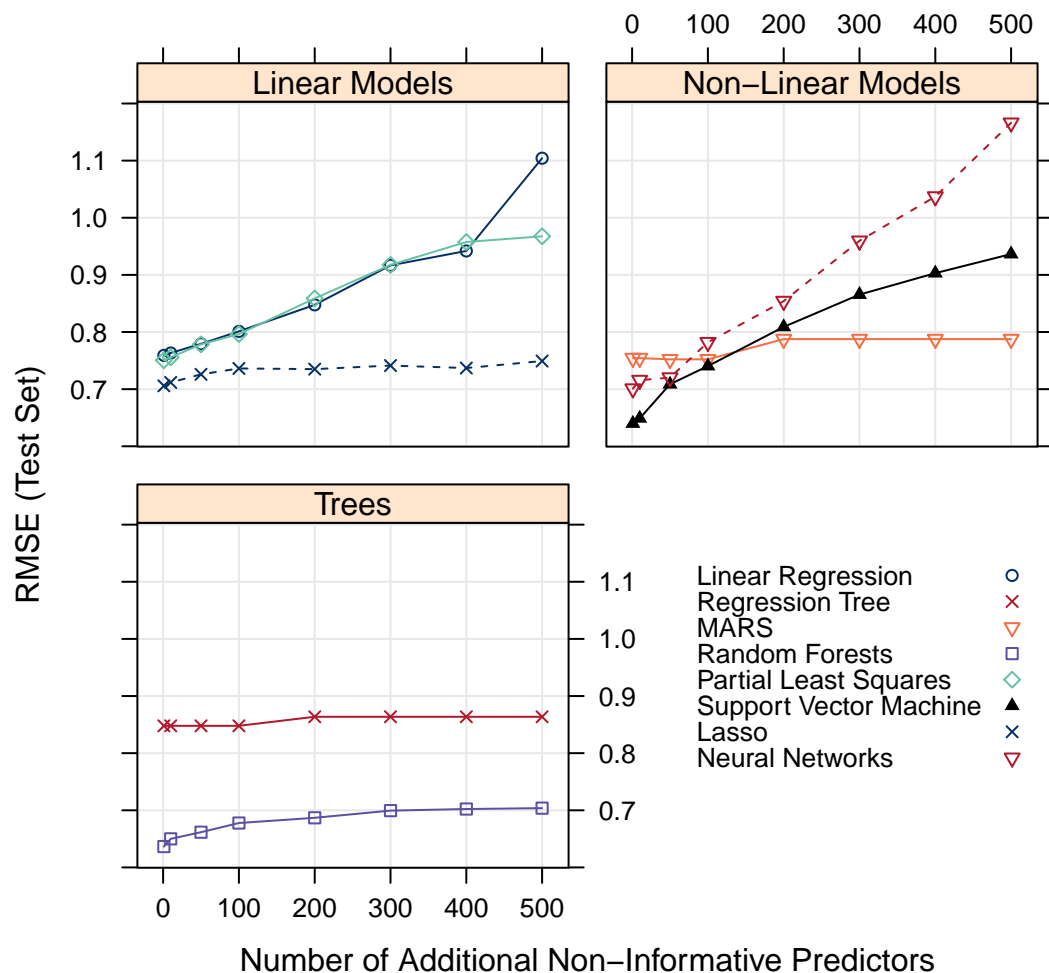 0 100 200 300 400 500
Linear Models
Non−Linear Models
1.1
1.0
0.9
0.8
0.7
RMSE (Test Set)
Trees
1.1
1.0
0.9
0.8
0.7
Linear Regression
Regression Tree
MARS
Random Forests
Partial Least Squares
Support Vector Machine
Lasso
Neural Networks
0 100 200 300 400 500
Number of Additional Non−Informative Predictors